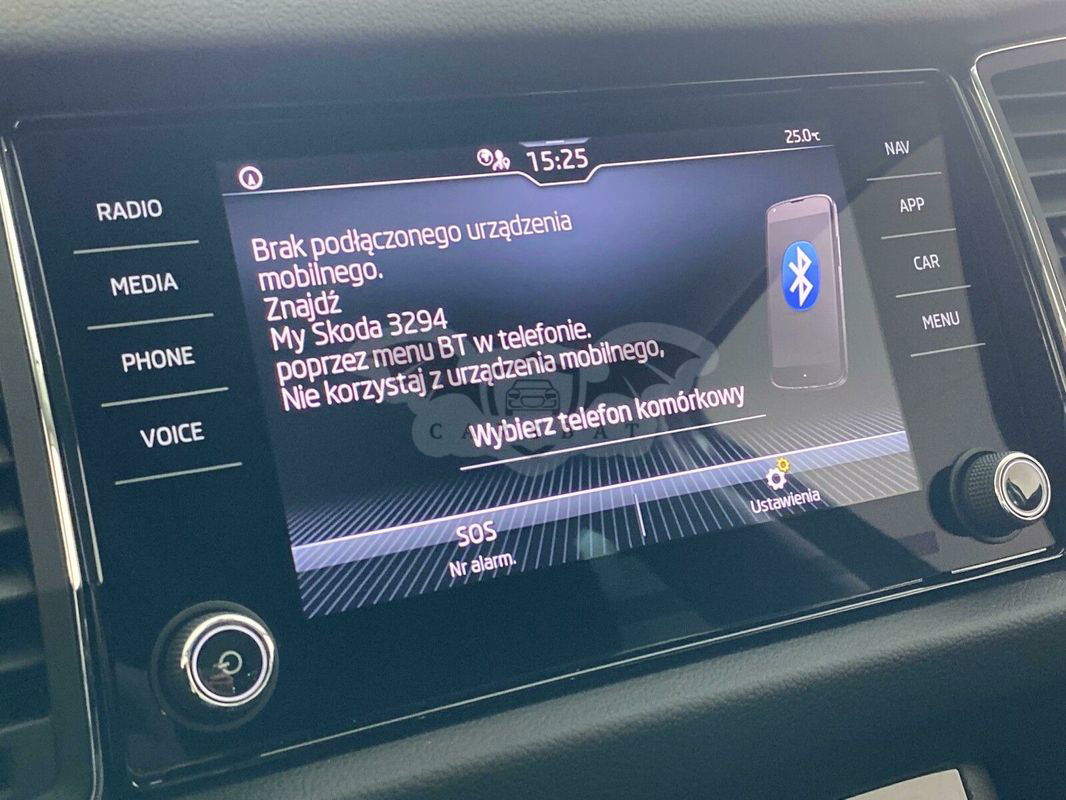 RADIO
MEDIA
PHONE
VOICE
15:25
25.0°C
Brak podłączonego urządzenia
mobilnego.
Znajdź
My Skoda 3294
poprzez menu BT w telefonie.
Nie korzystaj z urządzenia mobilnego,
Wybierz telefon komórkowy
SOS
Nr alarm.
Ustawienia
NAV
APP
CAR
MENU